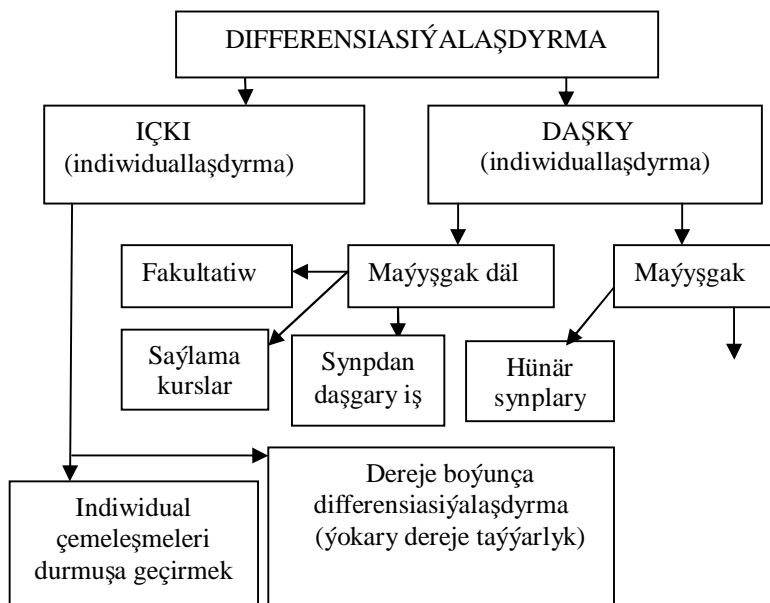 DIFFERENSIASIÝALAŞDYRMA
IÇKI
(indiwiduallaşdyrma)
DAŞKY
(indiwiduallaşdyrma)
Fakultatiw
Maýyşgak däl
Maýyşgak
Saýlama
kurslar
Synpdan
daşgary iş
Hünär
synplary
Indiwidual
çemeleşmeleri
durmuşa geçirmek
Dereje boýunça
differensiasiýalaşdyrma
(ýokary dereje taýýarlyk)